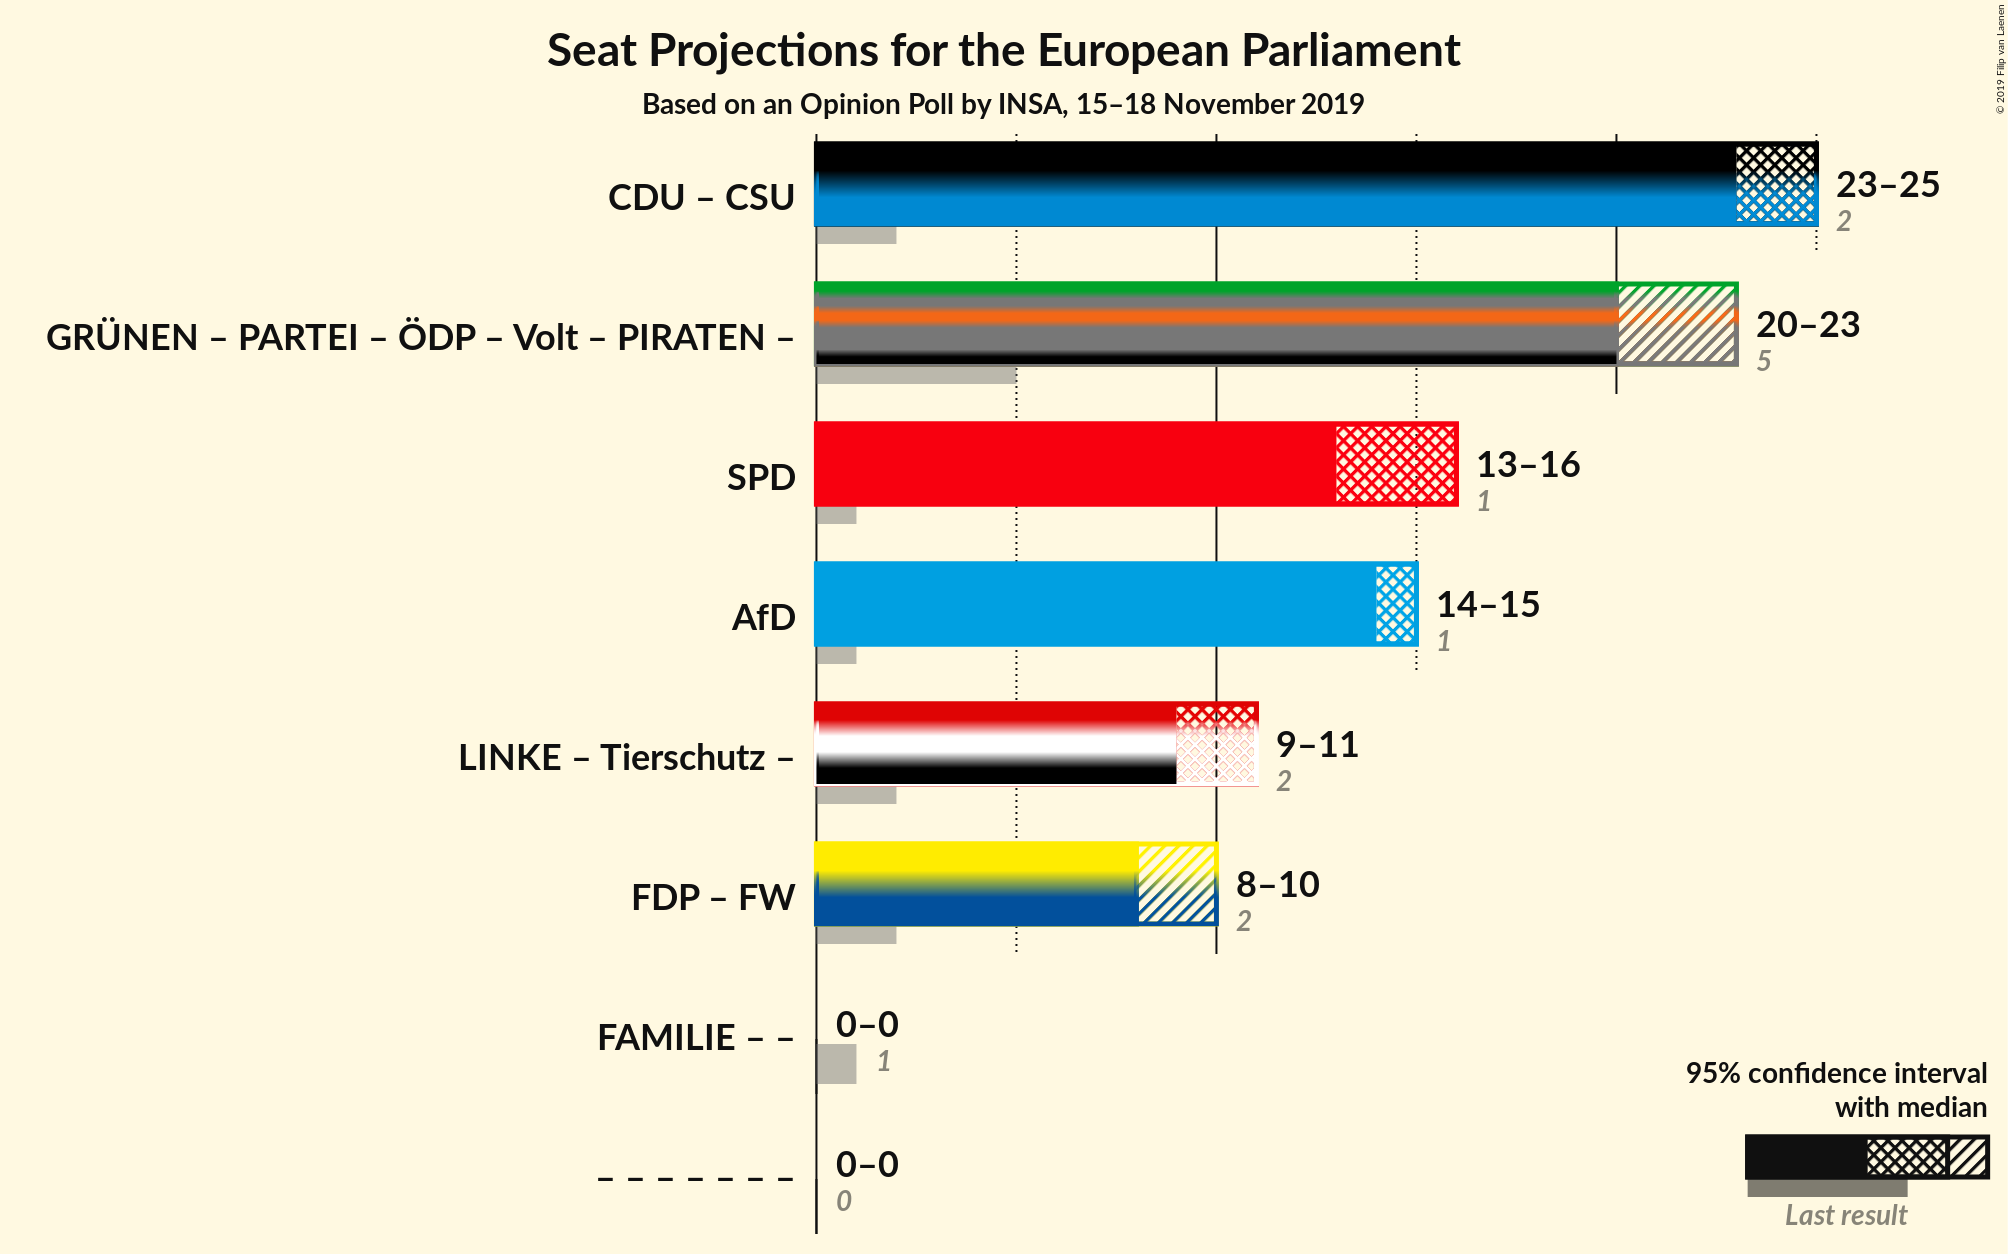 Seat Projections for the European Parliament
Based on an Opinion Poll by INSA, 15–18 November 2019
© 2019 Filip van Laenen
CDU – CSU
23–25
2
GRÜNEN – PARTEI – ÖDP – Volt – PIRATEN –
20–23
5
SPD
13–16
1
AfD
14–15
1
LINKE – Tierschutz –
9–11
2
FDP – FW
8–10
2
FAMILIE – –
0–0
1
– – – – – – –
0–0
0
95% confidence interval
with median
Last result